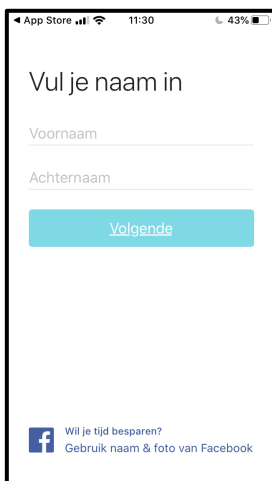 App Store 11:30 43%
Vul je naam in
Voornaam
Achternaam
Volgende
Wil je tijd besparen?
Gebruik naam & foto van Facebook